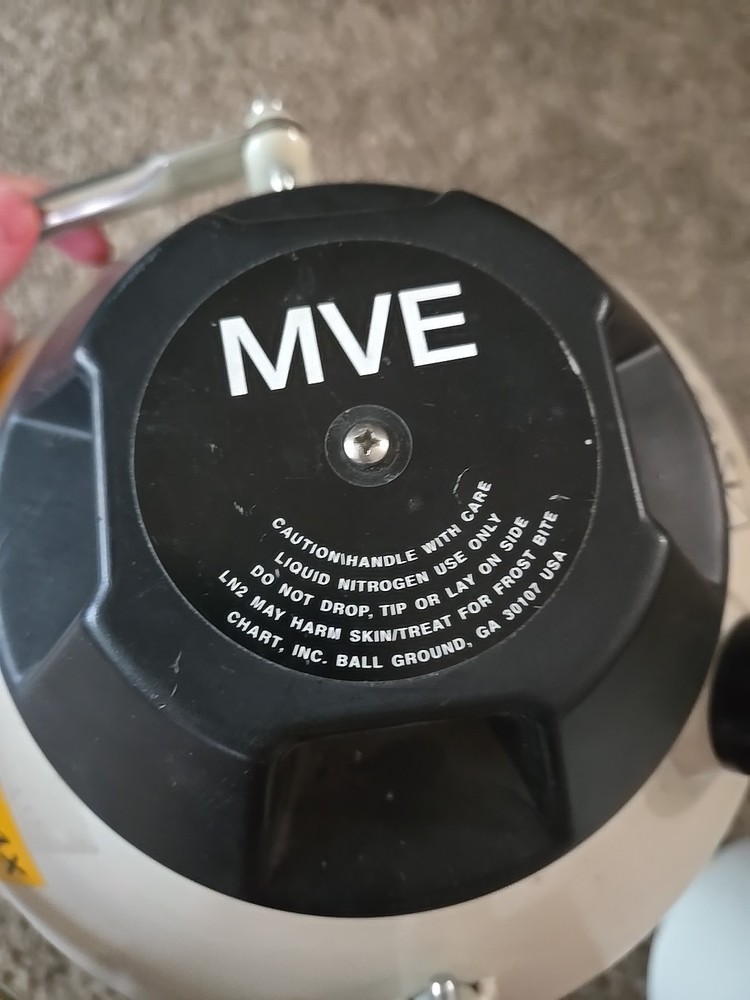 MVE
CAUTION\HANDLE WITH CARE
LIQUID NITROGEN USE ONLY
DO NOT DROP, TIP OR LAY ON SIDE
LN2 MAY HARM SKIN/TREAT FOR FROST BITE
CHART, INC. BALL GROUND, GA 30107 USA